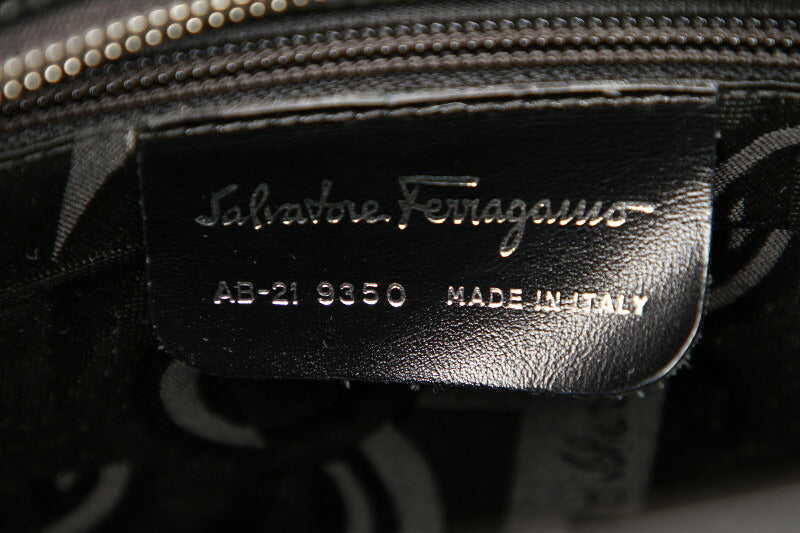 Salvatore Ferragamo
AB-21 9350 MADE IN ITALY